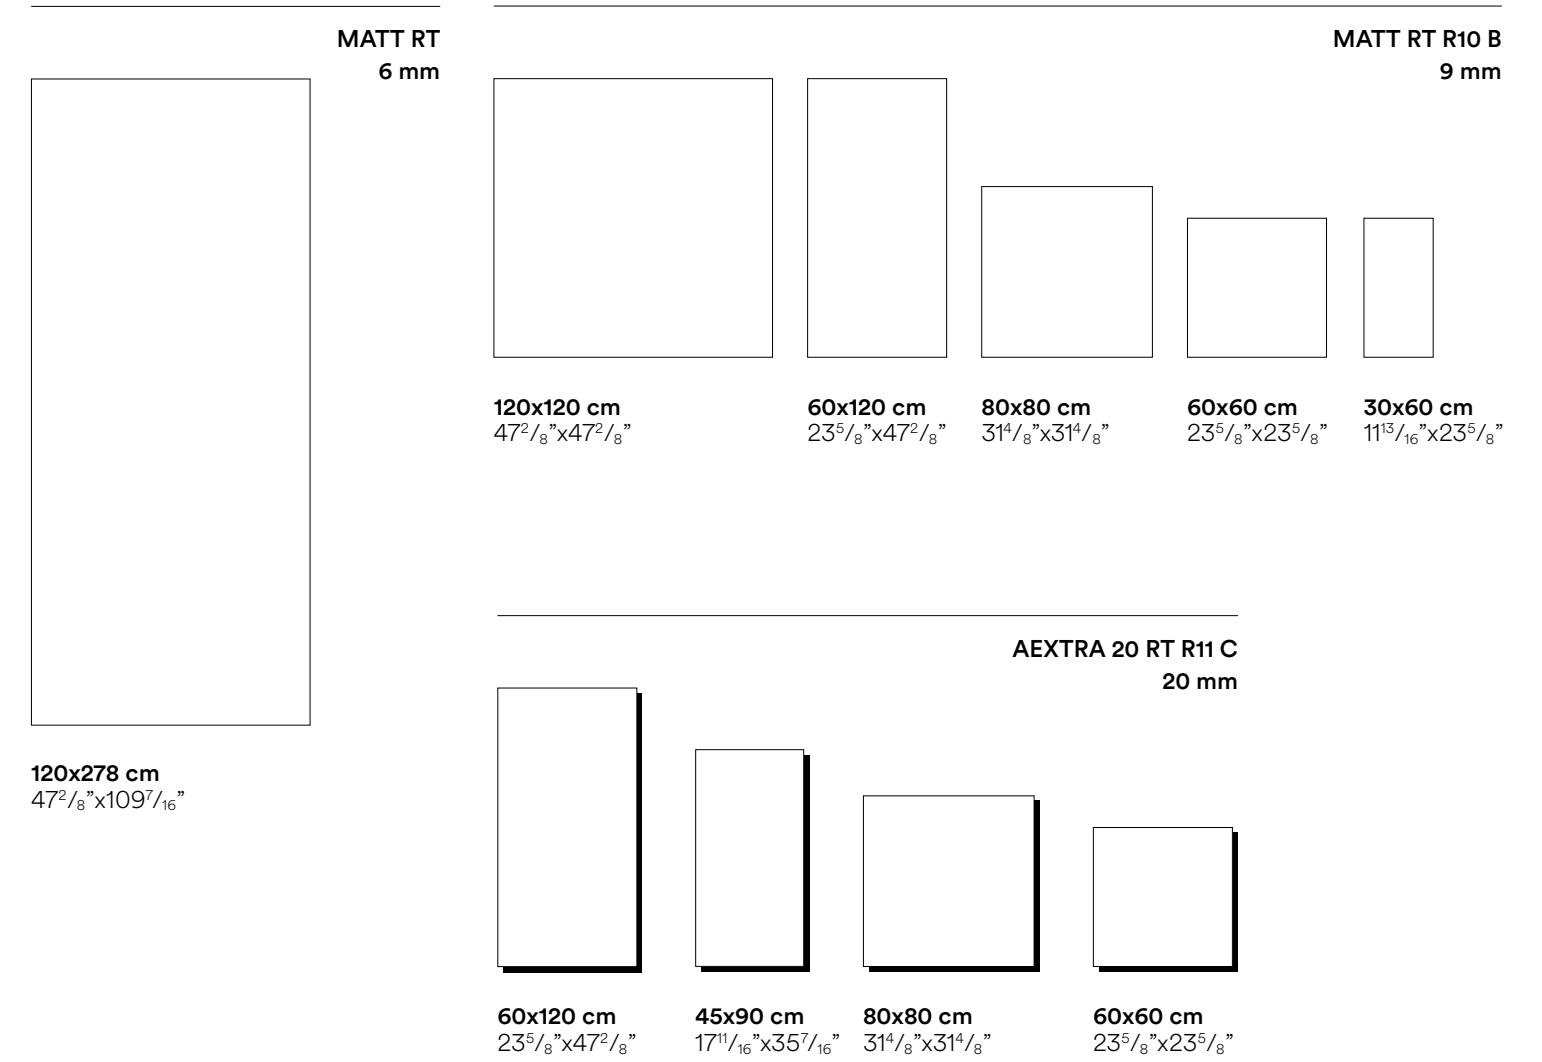 MATT RT
6 mm
120x278 cm
47²/₈”x109⁷/₁₆”
MATT RT R10 B
9 mm
120x120 cm
47²/₈”x47²/₈”
60x120 cm
23⁵/₈”x47²/₈”
80x80 cm
31⁴/₈”x31⁴/₈”
60x60 cm
23⁵/₈”x23⁵/₈”
30x60 cm
11¹³/₁₆”x23⁵/₈”
AEXTRA 20 RT R11 C
20 mm
60x120 cm
23⁵/₈”x47²/₈”
45x90 cm
17¹¹/₁₆”x35⁷/₁₆”
80x80 cm
31⁴/₈”x31⁴/₈”
60x60 cm
23⁵/₈”x23⁵/₈”